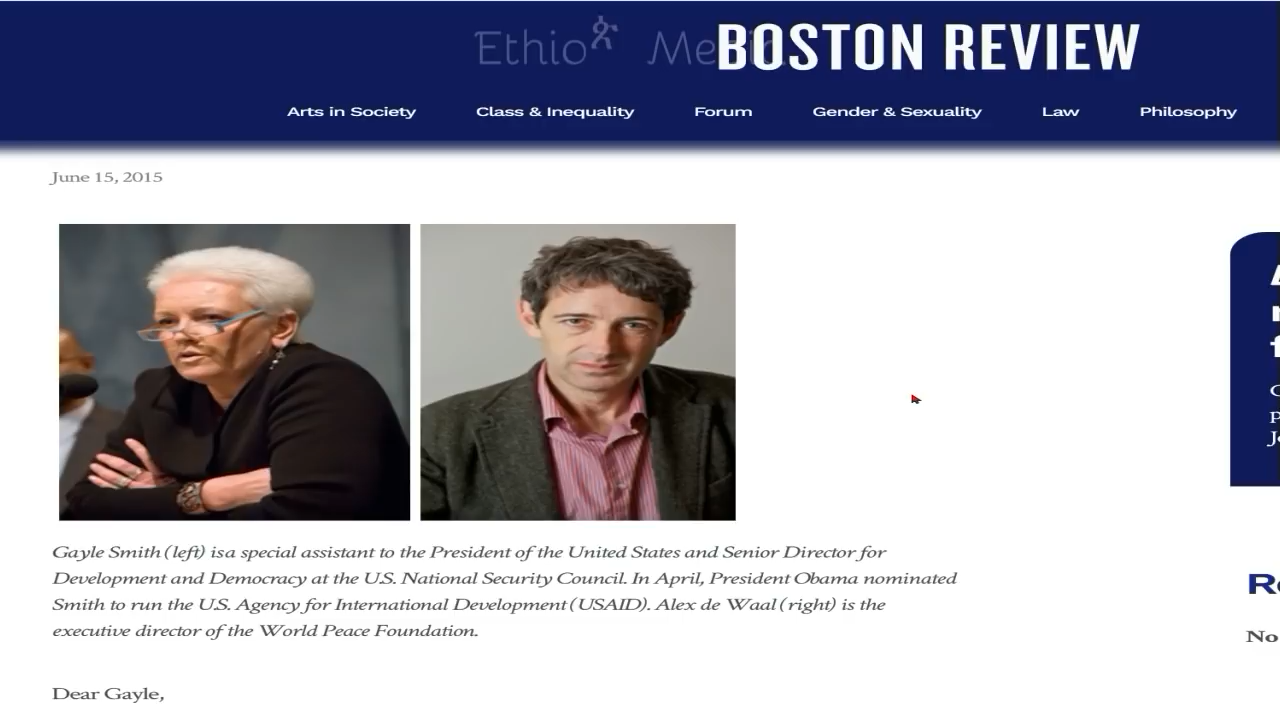 Ethio
BOSTON REVIEW
Arts in Society Class & Inequality Forum Gender & Sexuality Law Philosophy
June 15, 2015
Gayle Smith (left) is a special assistant to the President of the United States and Senior Director for
Development and Democracy at the U.S. National Security Council. In April, President Obama nominated
Smith to run the U.S. Agency for International Development (USAID). Alex de Waal (right) is the
executive director of the World Peace Foundation.
No
Dear Gayle,